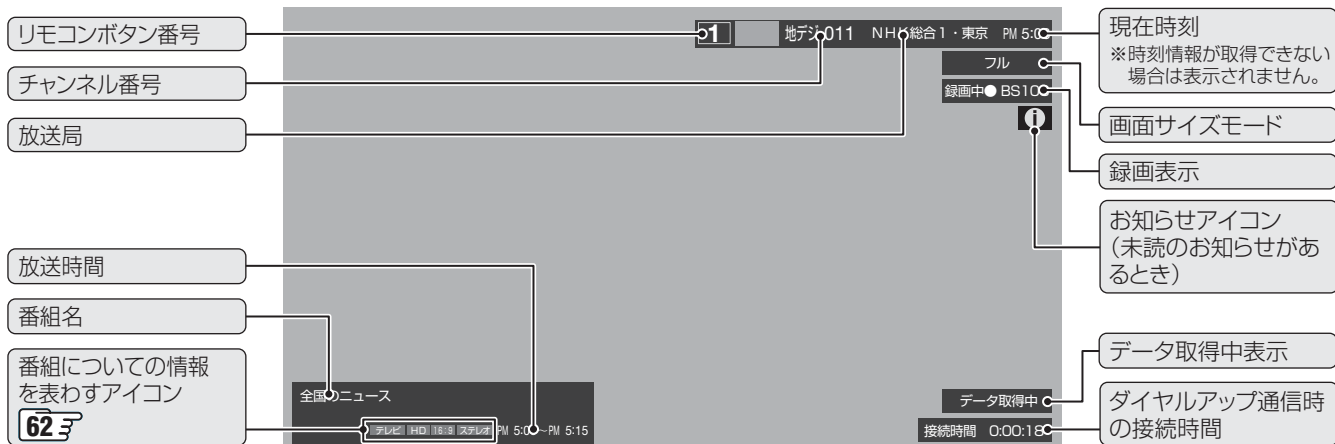 リモコンボタン番号
チャンネル番号
放送局
放送時間
番組名
番組についての情報
を表わすアイコン
62
1 地デジ 011 NHK総合1・東京 PM 5:0
フル
録画中● BS10
i
全国のニュース
テレビ HD 16:9 ステレオ PM 5:0 ～PM 5:15
データ取得中
接続時間 0:00:18
現在時刻
※時刻情報が取得できない
場合は表示されません。
画面サイズモード
録画表示
お知らせアイコン
（未読のお知らせがあ
るとき）
データ取得中表示
ダイヤルアップ通信時
の接続時間